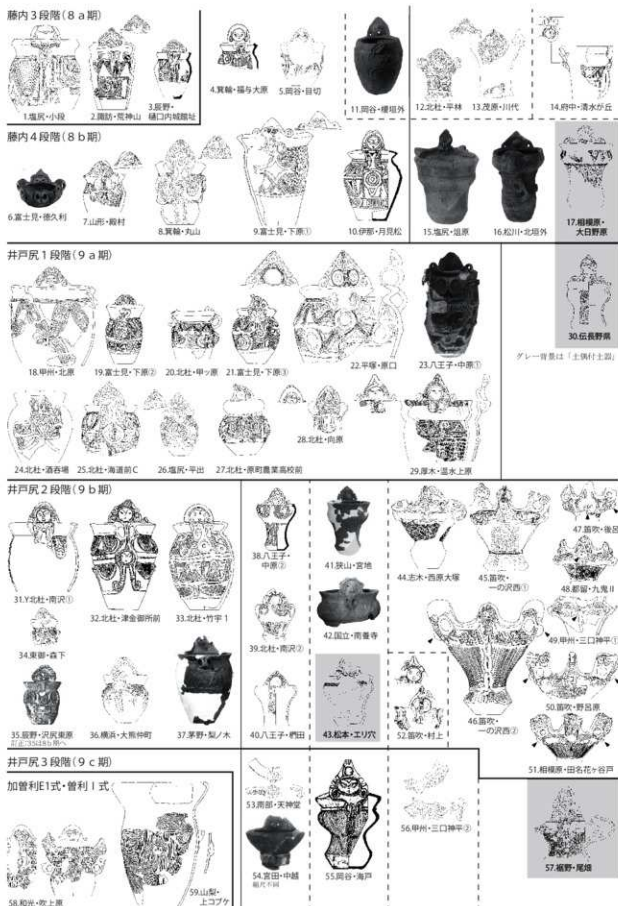 藤内3段階(8a期)
1.塩尻・小段
2.諏訪・荒神山
3.辰野・
樋口内城館址
4.箕輪・福与大原
5.岡谷・目切
11.岡谷・榎垣外
12.北杜・平林
13.茂原・川代
14.府中・清水が丘
藤内4段階(8b期)
6.富士見・徳久利
7.山形・殿村
8.箕輪・丸山
9.富士見・下原①
10.伊那・月見松
15.塩尻・俎原
16.松川・北垣外
17.相模原・
大日野原
井戸尻1段階(9a期)
18.甲州・北原
19.富士見・下原②
20.北杜・甲ッ原
21.富士見・下原③
22.平塚・原口
23.八王子・中原①
30.伝長野県
グレー背景は「土偶付土器」
24.北杜・酒呑場
25.北杜・海道前C
26.塩尻・平出
27.北杜・原町農業高校前
28.北杜・向原
29.厚木・温水上原
井戸尻2段階(9b期)
31.Y北杜・南沢①
32.北杜・津金御所前
33.北杜・竹宇1
34.東御・森下
35.辰野・沢尻東原
訂正:35は8b期へ
36.横浜・大熊仲町
37.茅野・梨ノ木
38.八王子・
中原②
39.北杜・南沢②
40.八王子・椚田
41.狭山・宮地
42.国立・南養寺
43.松本・エリ穴
44.志木・西原大塚
45.笛吹・
一の沢西①
46.笛吹・
一の沢西②
47.笛吹・後呂
48.都留・九鬼II
49.甲州・三口神平①
50.笛吹・野呂原
51.相模原・田名花ヶ谷戸
52.笛吹・村上
井戸尻3段階(9c期)
加曽利E1式・曽利I式
53.南部・天神堂
54.宮田・中越
縮尺不同
55.岡谷・海戸
56.甲州・三口神平②
57.裾野・尾畑
58.和光・吹上原
59.山梨・
上コブケ